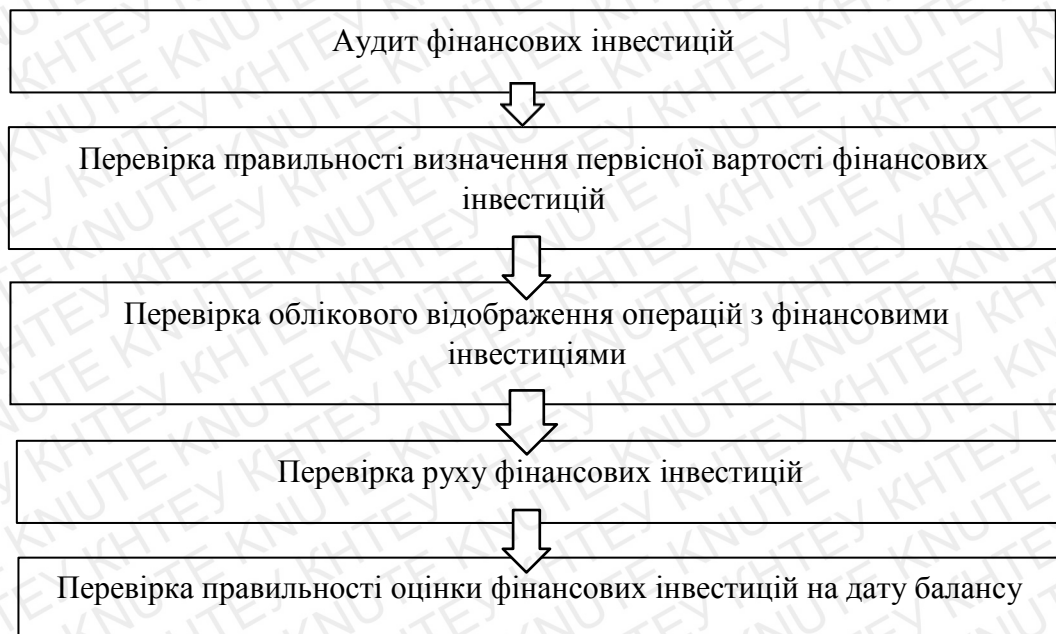 Аудит фінансових інвестицій
Перевірка правильності визначення первісної вартості фінансових
інвестицій
Перевірка облікового відображення операцій з фінансовими
інвестиціями
Перевірка руху фінансових інвестицій
Перевірка правильності оцінки фінансових інвестицій на дату балансу